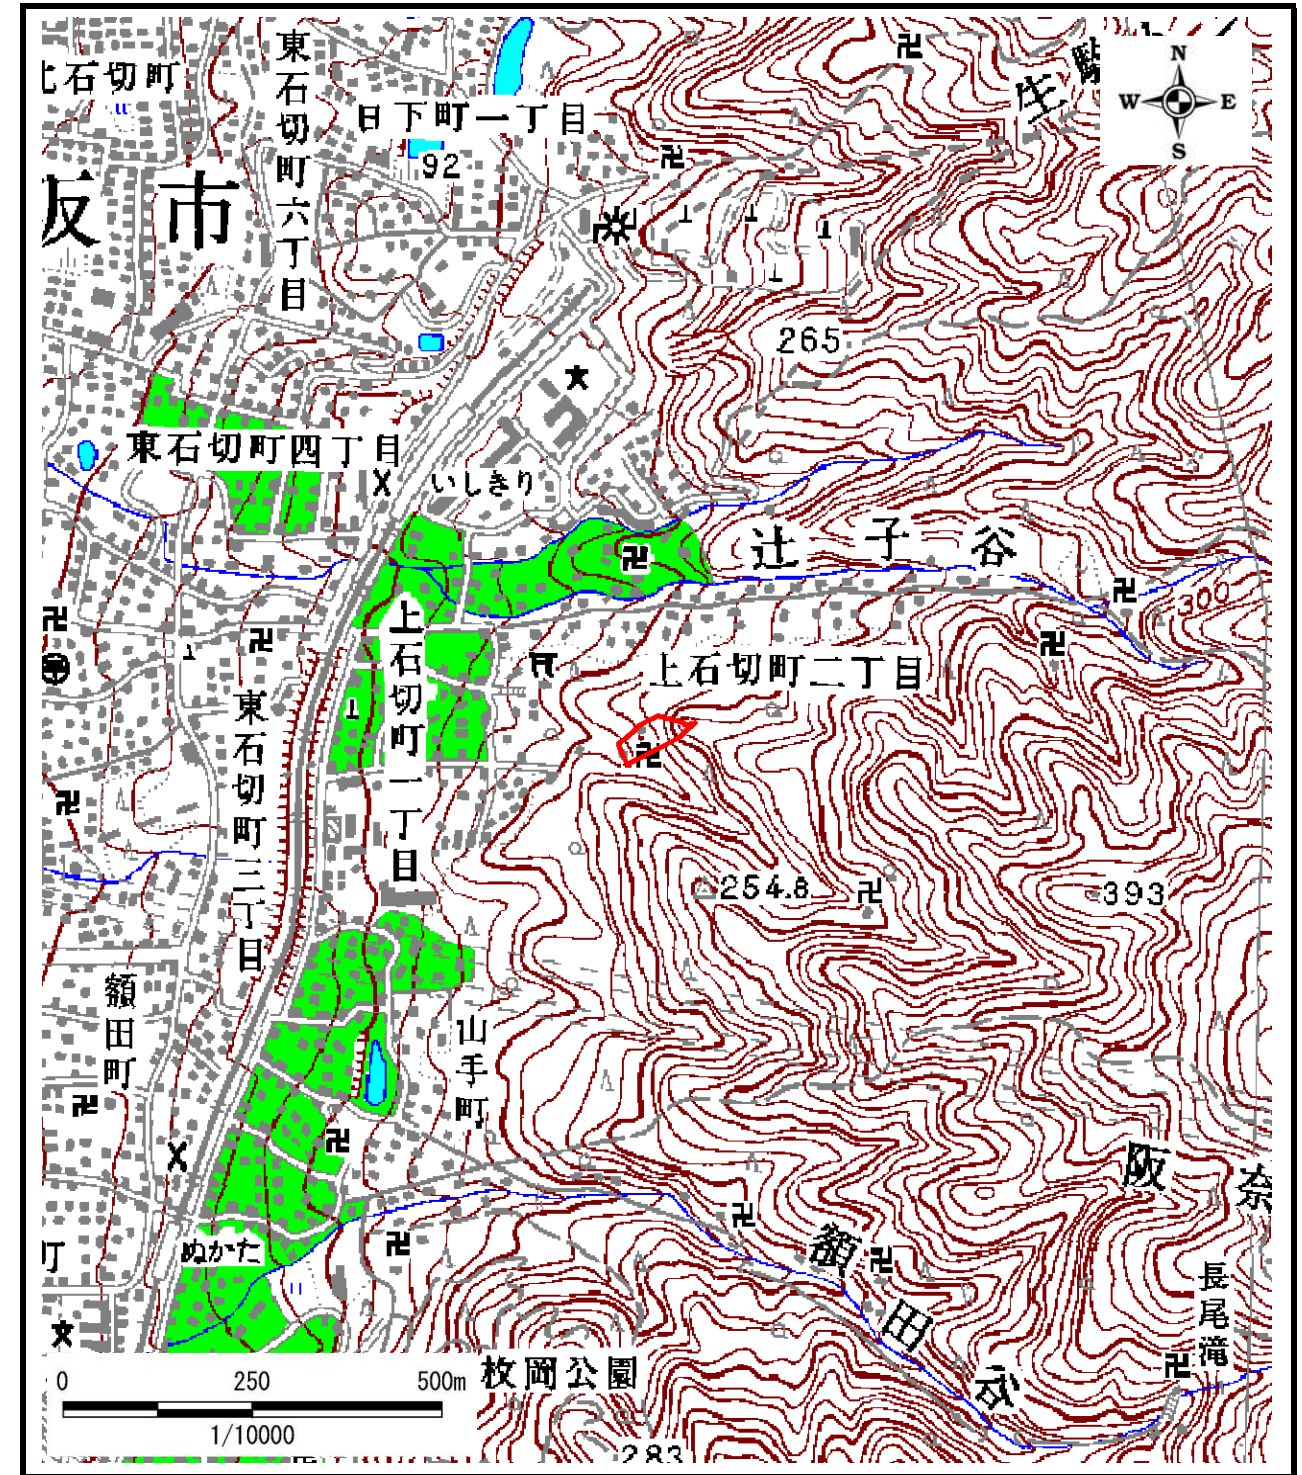 東石切町六丁目
北石切町
日下町一丁目
92
生駒
N
W
E
S
阪市
265
東石切町四丁目
いしきり
辻子谷
300
上石切町一丁目
上石切町二丁目
東石切町三丁目
254.8
393
額田町
山手町
阪奈
ぬかた
町
額田谷
長尾滝
枚岡公園
283
0
250
500m
1/10000